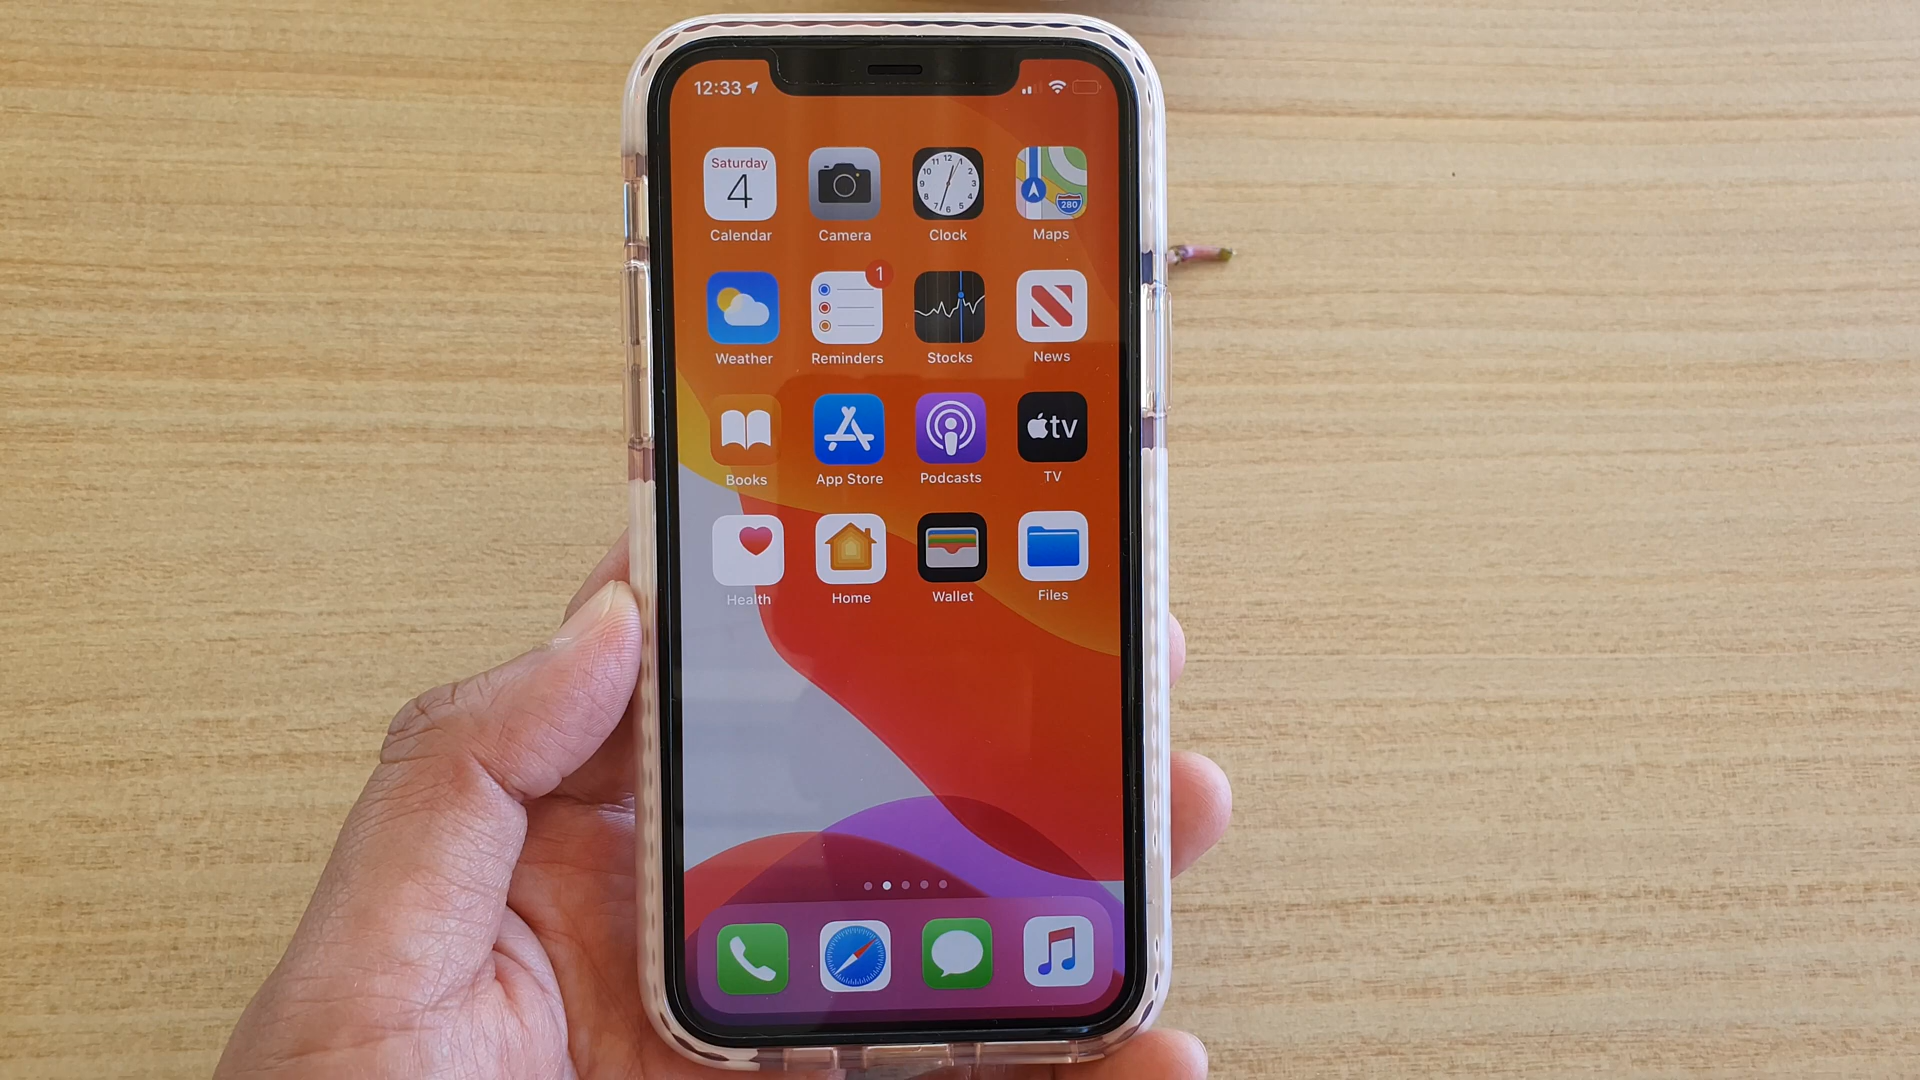 12:33
Saturday
4
Calendar Camera Clock Maps
280
1
Weather Reminders Stocks News
tv
Books App Store Podcasts TV
Health Home Wallet Files